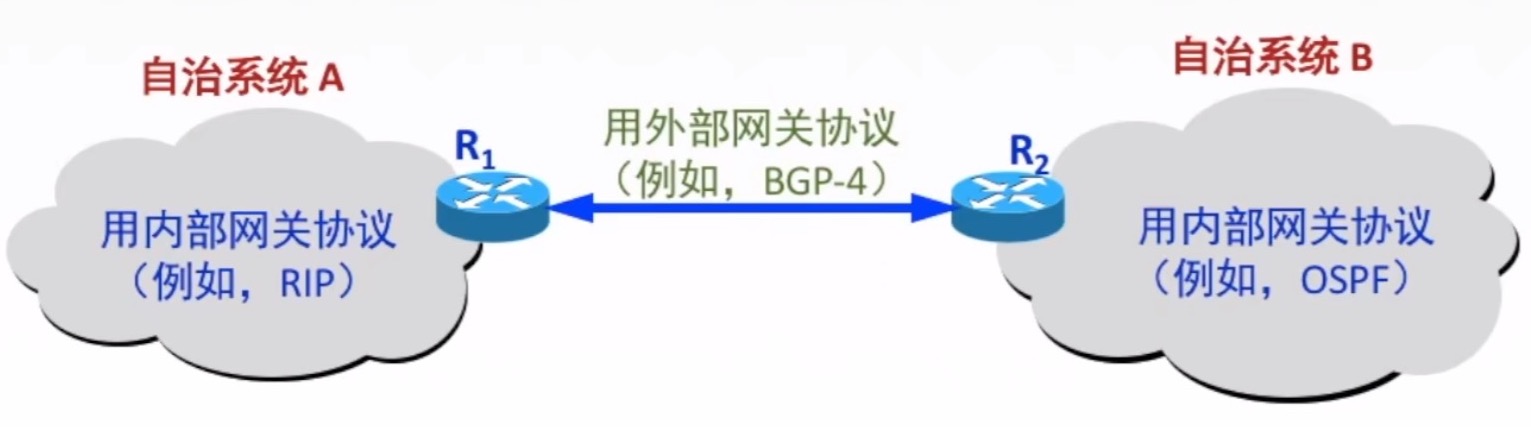 自治系统 A
自治系统 B
用外部网关协议
（例如，BGP-4）
R1
R2
用内部网关协议
（例如，RIP）
用内部网关协议
（例如，OSPF）